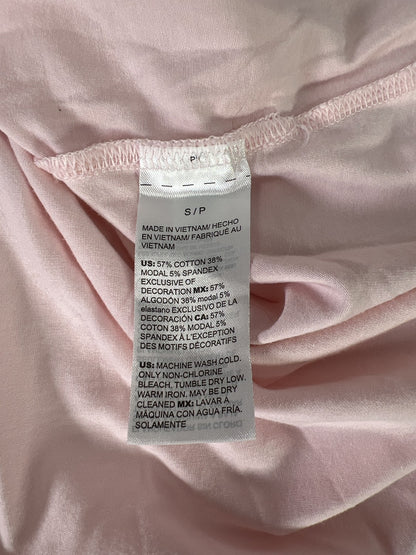 P
S / P
MADE IN VIETNAM/ HECHO
EN VIETNAM/ FABRIQUÉ AU
VIETNAM
US: 57% COTTON 38%
MODAL 5% SPANDEX
EXCLUSIVE OF
DECORATION MX: 57%
ALGODÓN 38% modal 5%
elastano EXCLUSIVO DE LA
DECORACIÓN CA: 57%
COTON 38% MODAL 5%
SPANDEX À L'EXCEPTION
DES MOTIFS DÉCORATIFS
US: MACHINE WASH COLD.
ONLY NON-CHLORINE
BLEACH, TUMBLE DRY LOW.
WARM IRON. MAY BE DRY
CLEANED MX: LAVAR A
MÁQUINA CON AGUA FRÍA.
SOLAMENTE